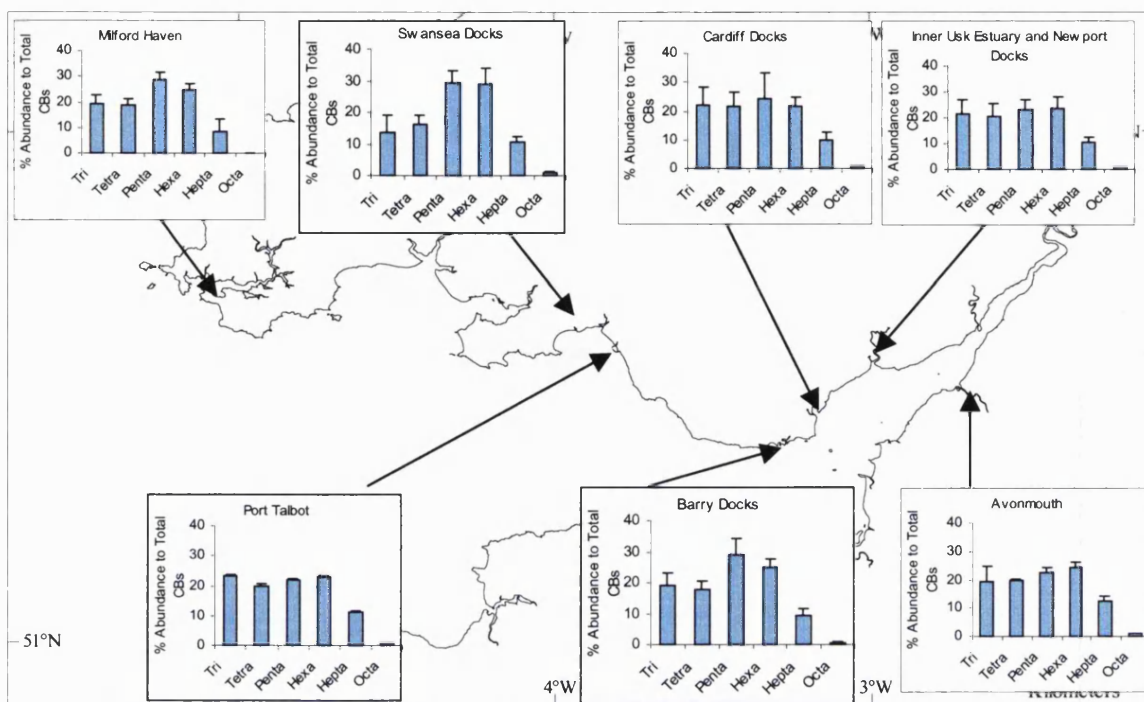 Milford Haven
% Abundance to Total
CBs
40
30
20
10
0
Tri
Tetra
Penta
Hexa
Hepta
Octa
Swansea Docks
% Abundance to Total
CBs
40
30
20
10
0
Tri
Tetra
Penta
Hexa
Hepta
Octa
Cardiff Docks
% Abundance to Total
CBs
40
30
20
10
0
Tri
Tetra
Penta
Hexa
Hepta
Octa
Inner Usk Estuary and Newport
Docks
% Abundance to Total
CBs
40
30
20
10
0
Tri
Tetra
Penta
Hexa
Hepta
Octa
Port Talbot
% Abundance to Total
CBs
40
30
20
10
0
Tri
Tetra
Penta
Hexa
Hepta
Octa
Barry Docks
% Abundance to Total
CBs
40
30
20
10
0
Tri
Tetra
Penta
Hexa
Hepta
Octa
Avonmouth
% Abundance to Total
CBs
40
30
20
10
0
Tri
Tetra
Penta
Hexa
Hepta
Octa
51°N
4°W
3°W
Kilometers